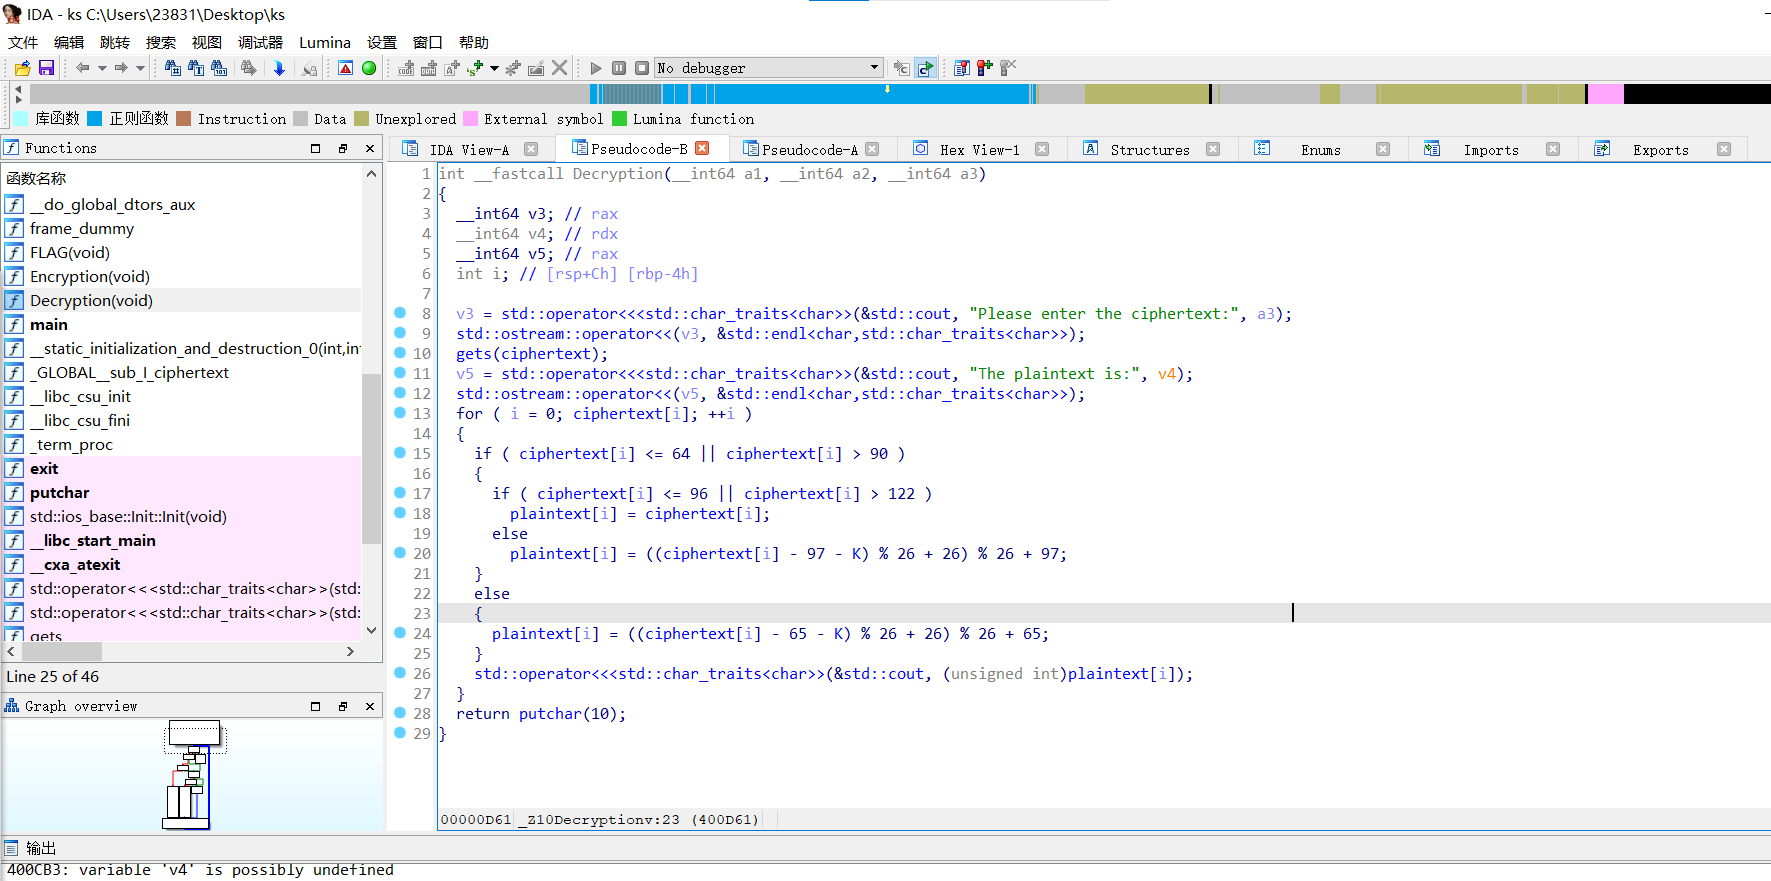 IDA - ks C:\Users\23831\Desktop\ks
文件 编辑 跳转 搜索 视图 调试器 Lumina 设置 窗口 帮助
No debugger
库函数 正则函数 Instruction Data Unexplored External symbol Lumina function
Functions
函数名称
__do_global_dtors_aux
frame_dummy
FLAG(void)
Encryption(void)
Decryption(void)
main
__static_initialization_and_destruction_0(int,int
_GLOBAL__sub_I_ciphertext
__libc_csu_init
__libc_csu_fini
_term_proc
exit
putchar
std::ios_base::Init::Init(void)
__libc_start_main
__cxa_atexit
std::operator<<<std::char_traits<char>>(std:
std::operator<<<std::char_traits<char>>(std:
gets
Line 25 of 46
Graph overview
IDA View-A Pseudocode-B Pseudocode-A Hex View-1 Structures Enums Imports Exports
1 int __fastcall Decryption(__int64 a1, __int64 a2, __int64 a3)
2 {
3 __int64 v3; // rax
4 __int64 v4; // rdx
5 __int64 v5; // rax
6 int i; // [rsp+Ch] [rbp-4h]
7
8 v3 = std::operator<<<std::char_traits<char>>(&std::cout, "Please enter the ciphertext:", a3);
9 std::ostream::operator<<(v3, &std::endl<char,std::char_traits<char>>);
10 gets(ciphertext);
11 v5 = std::operator<<<std::char_traits<char>>(&std::cout, "The plaintext is:", v4);
12 std::ostream::operator<<(v5, &std::endl<char,std::char_traits<char>>);
13 for ( i = 0; ciphertext[i]; ++i )
14 {
15 if ( ciphertext[i] <= 64 || ciphertext[i] > 90 )
16 {
17 if ( ciphertext[i] <= 96 || ciphertext[i] > 122 )
18 plaintext[i] = ciphertext[i];
19 else
20 plaintext[i] = ((ciphertext[i] - 97 - K) % 26 + 26) % 26 + 97;
21 }
22 else
23 {
24 plaintext[i] = ((ciphertext[i] - 65 - K) % 26 + 26) % 26 + 65;
25 }
26 std::operator<<<std::char_traits<char>>(&std::cout, (unsigned int)plaintext[i]);
27 }
28 return putchar(10);
29 }
00000D61 _Z10Decryptionv:23 (400D61)
输出
400CB3: variable 'v4' is possibly undefined